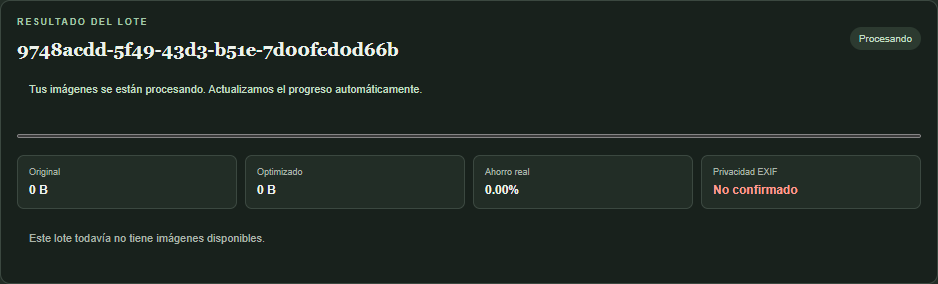 RESULTADO DEL LOTE
9748acdd-5f49-43d3-b51e-7d00fed0d66b
Procesando
Tus imágenes se están procesando. Actualizamos el progreso automáticamente.
Original
0 B
Optimizado
0 B
Ahorro real
0.00%
Privacidad EXIF
No confirmado
Este lote todavía no tiene imágenes disponibles.